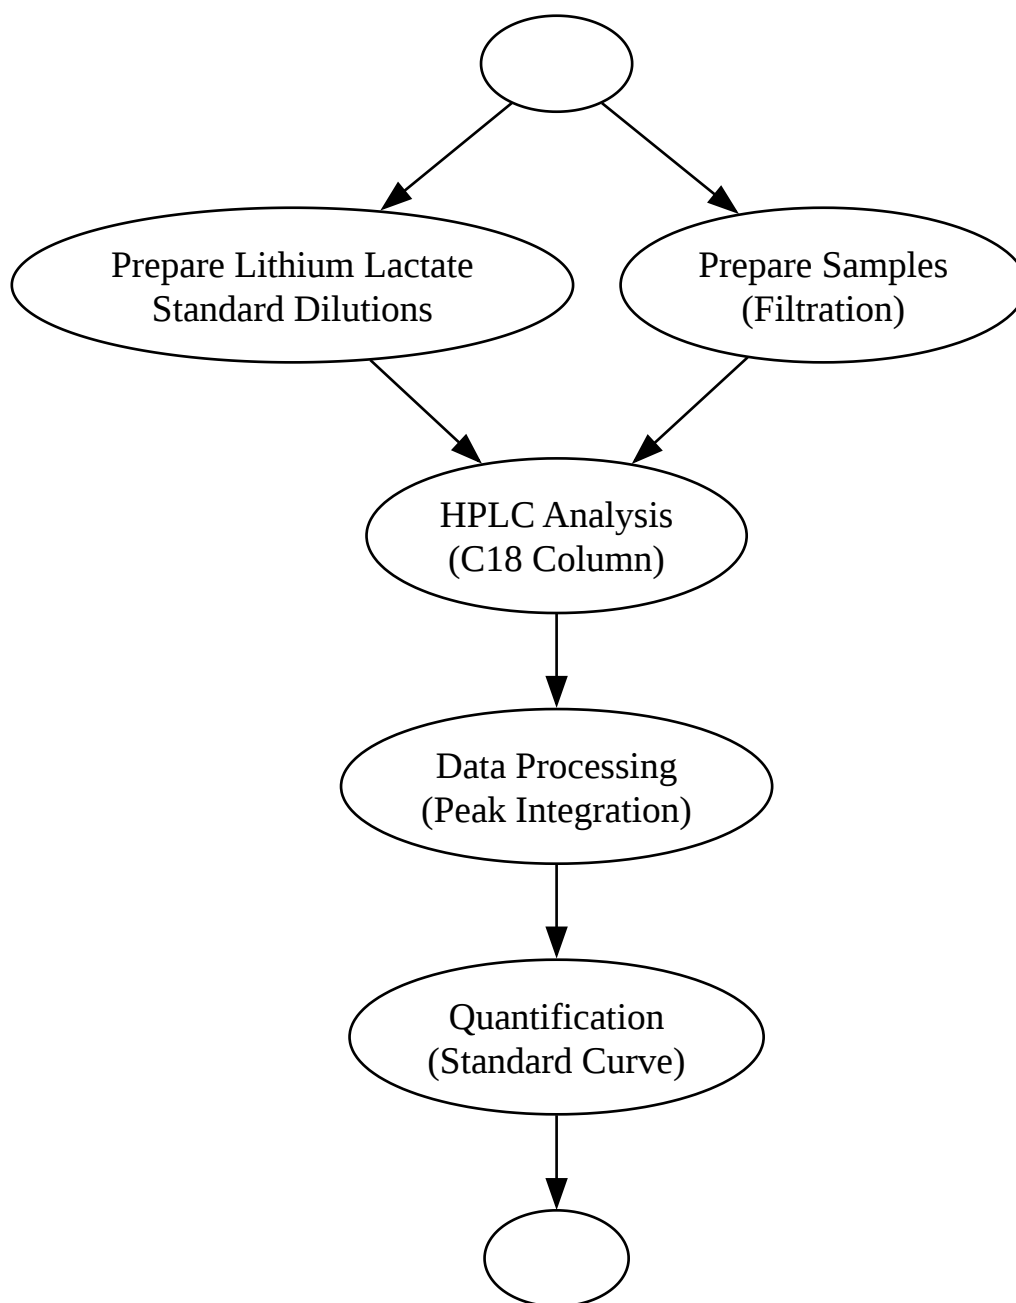 Prepare Lithium Lactate
Standard Dilutions
Prepare Samples
(Filtration)
HPLC Analysis
(C18 Column)
Data Processing
(Peak Integration)
Quantification
(Standard Curve)